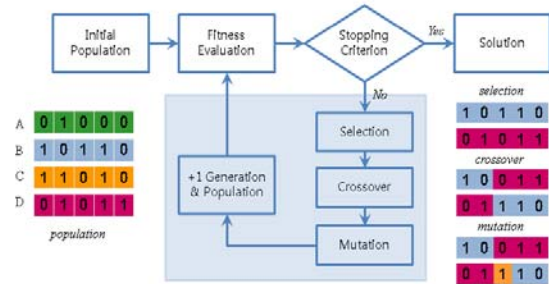 Initial
Population
Fitness
Evaluation
Stopping
Criterion
Yes
Solution
No
Selection
Crossover
Mutation
+1 Generation
& Population
A 0 1 0 0 0
B 1 0 1 1 0
C 1 1 0 1 0
D 0 1 0 1 1
population
selection
1 0 1 1 0
0 1 0 1 1
crossover
1 0 0 1 1
0 1 1 1 0
mutation
1 0 0 1 1
0 1 1 1 0